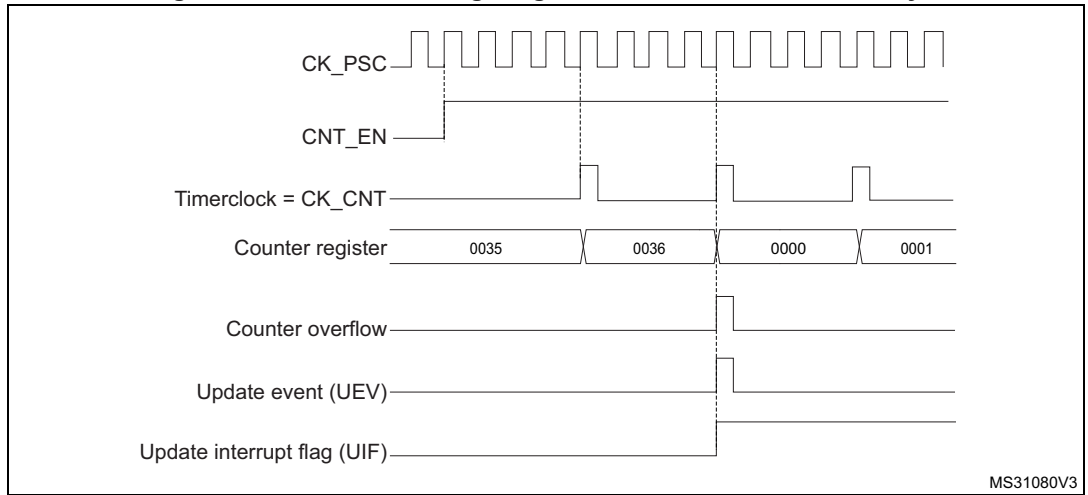 CK_PSC
CNT_EN
Timerclock = CK_CNT
Counter register 0035 0036 0000 0001
Counter overflow
Update event (UEV)
Update interrupt flag (UIF)
MS31080V3